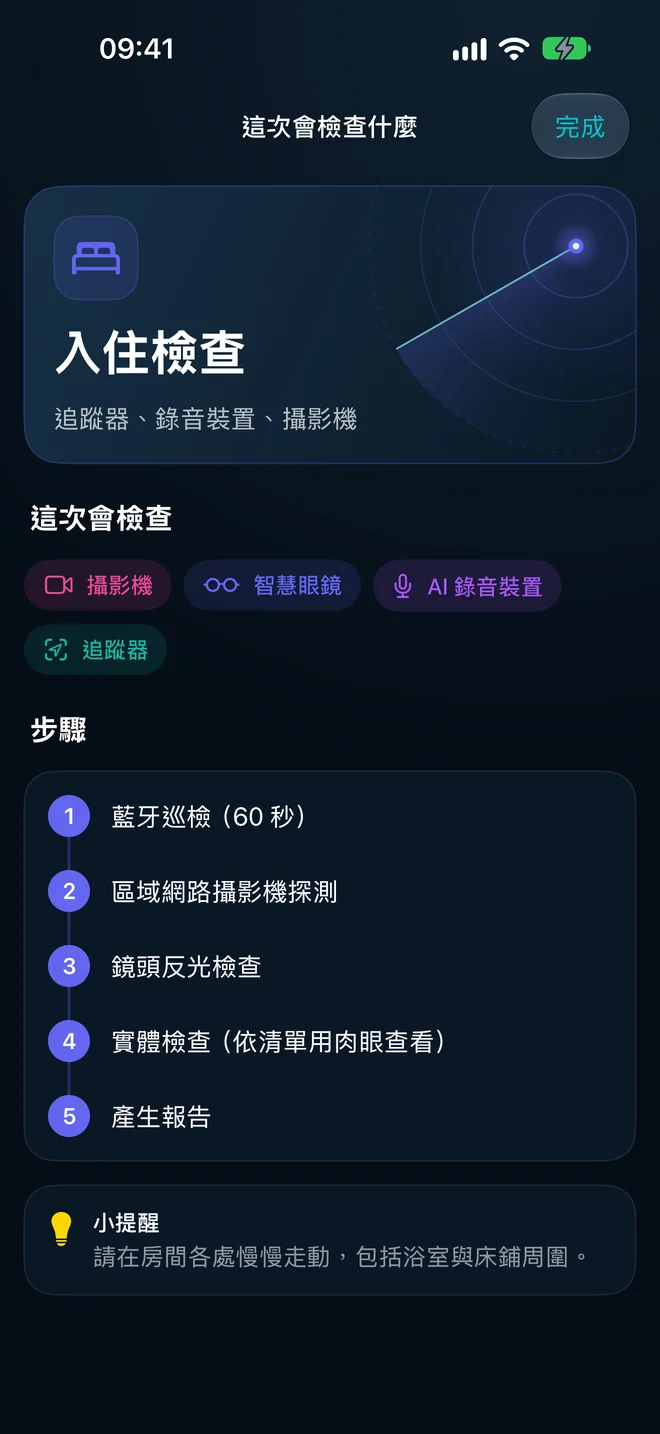 09:41
這次會檢查什麼
完成
入住檢查
追蹤器、錄音裝置、攝影機
這次會檢查
攝影機
智慧眼鏡
AI 錄音裝置
追蹤器
步驟
1 藍牙巡檢（60 秒）
2 區域網路攝影機探測
3 鏡頭反光檢查
4 實體檢查（依清單用肉眼查看）
5 產生報告
小提醒
請在房間各處慢慢走動，包括浴室與床鋪周圍。